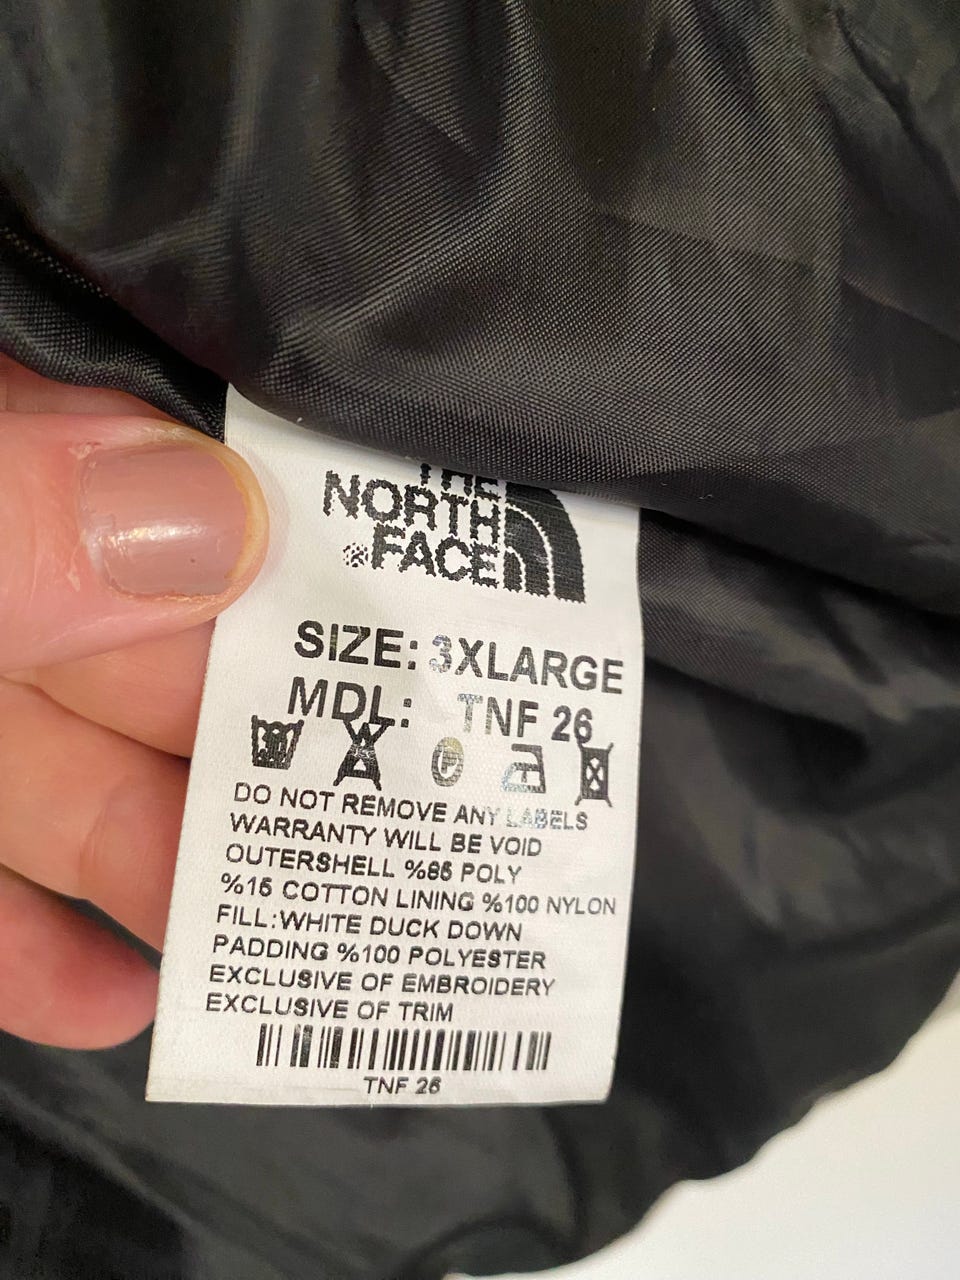 THE
NORTH
FACE
SIZE: 3XLARGE
MDL: TNF 26
P
DO NOT REMOVE ANY LABELS
WARRANTY WILL BE VOID
OUTERSHELL %85 POLY
%15 COTTON LINING %100 NYLON
FILL:WHITE DUCK DOWN
PADDING %100 POLYESTER
EXCLUSIVE OF EMBROIDERY
EXCLUSIVE OF TRIM
TNF 26